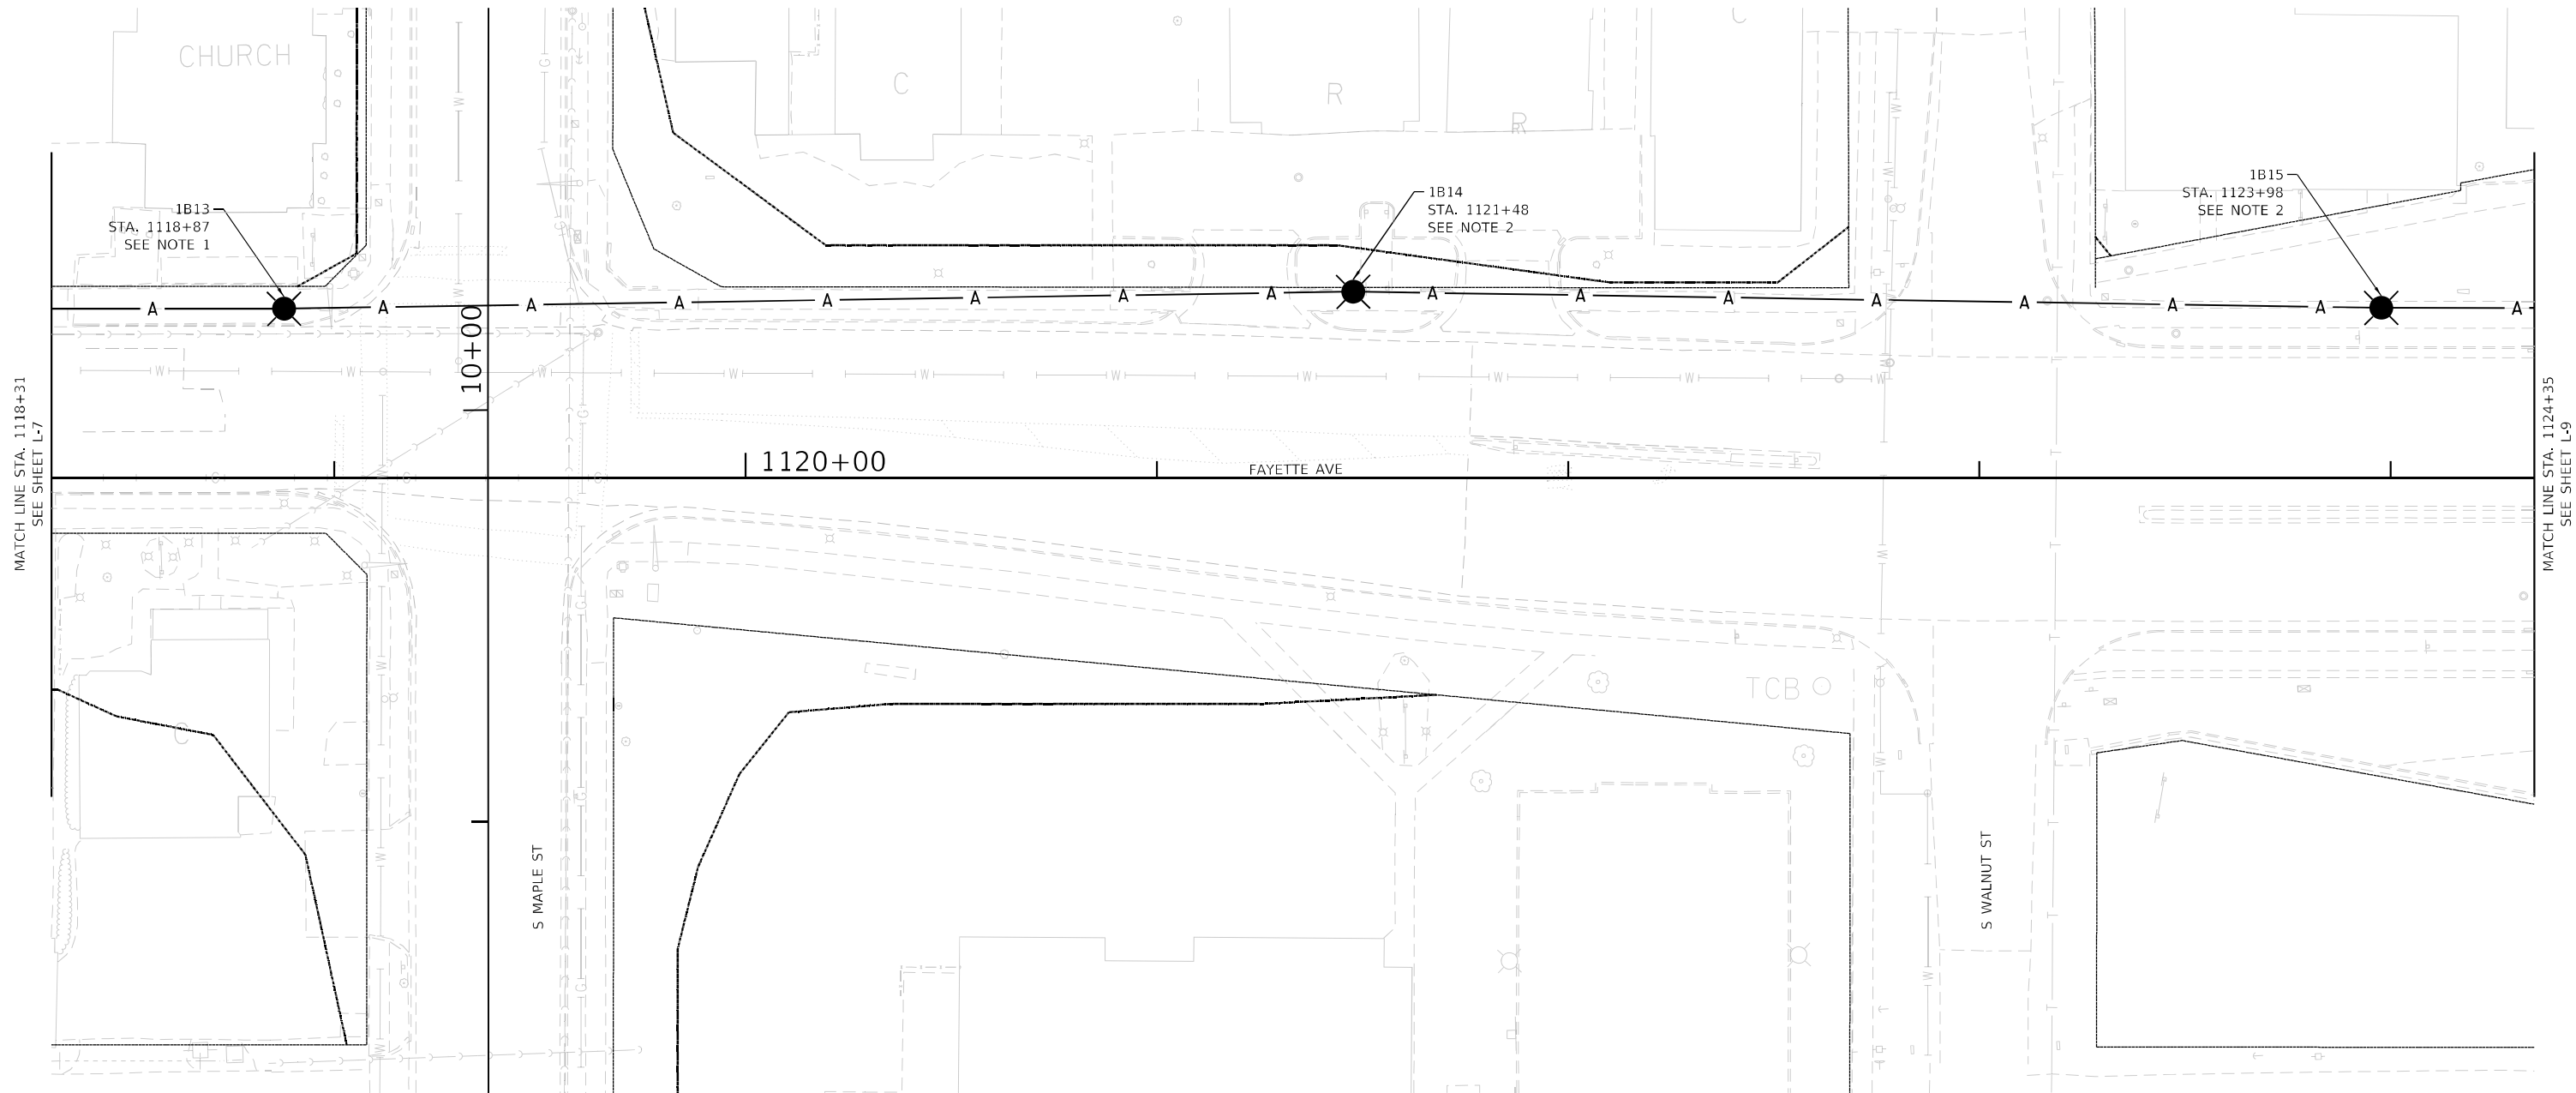 CHURCH
C
R
R
C
1B13
STA. 1118+87
SEE NOTE 1
1B14
STA. 1121+48
SEE NOTE 2
1B15
STA. 1123+98
SEE NOTE 2
A A A A A A A A A A A A A A A A A
MATCH LINE STA. 1118+31
SEE SHEET L-7
10+00
W W W W W W W W W
1120+00
FAYETTE AVE
MATCH LINE STA. 1124+35
SEE SHEET L-9
TCB
C
S MAPLE ST
S WALNUT ST